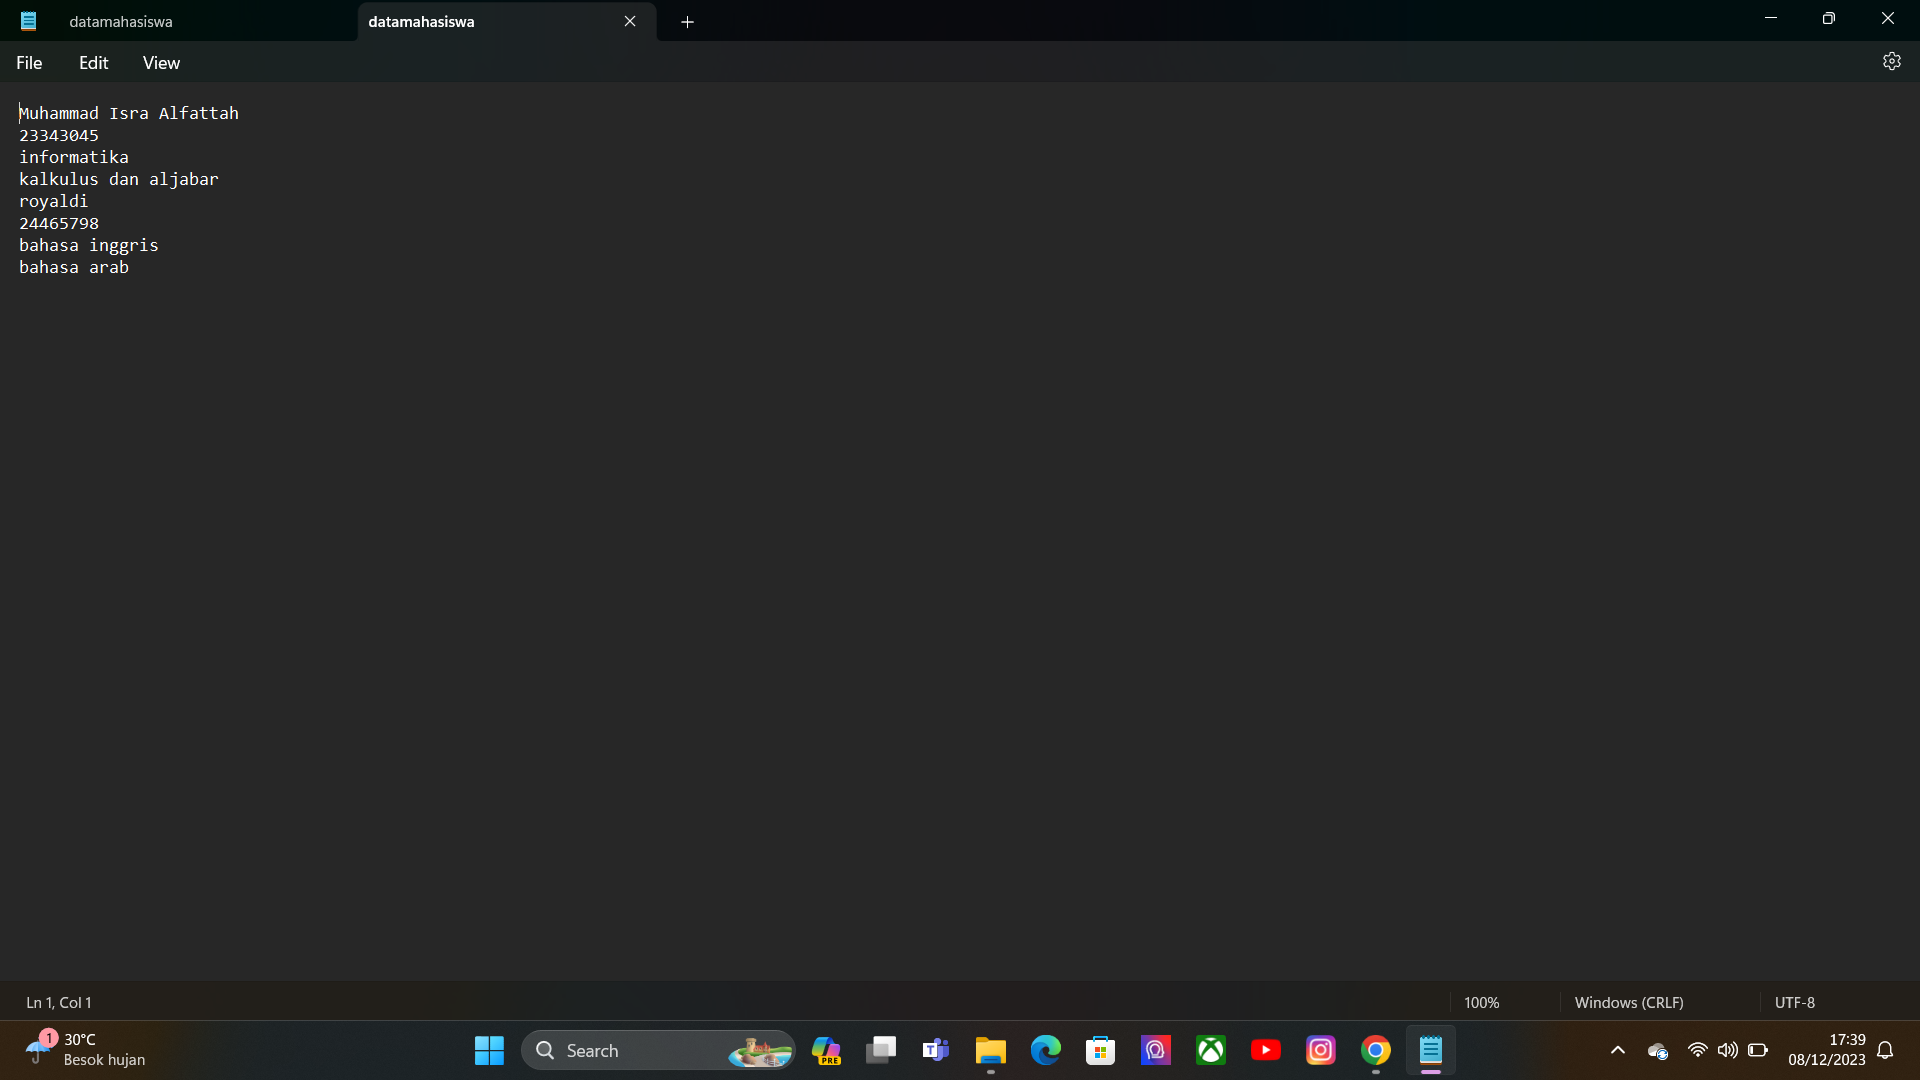 datamahasiswa
datamahasiswa
File Edit View
Muhammad Isra Alfattah
23343045
informatika
kalkulus dan aljabar
royaldi
24465798
bahasa inggris
bahasa arab
Ln 1, Col 1
100%
Windows (CRLF)
UTF-8
1
30°C
Besok hujan
Search
PRE
T
17:39
08/12/2023